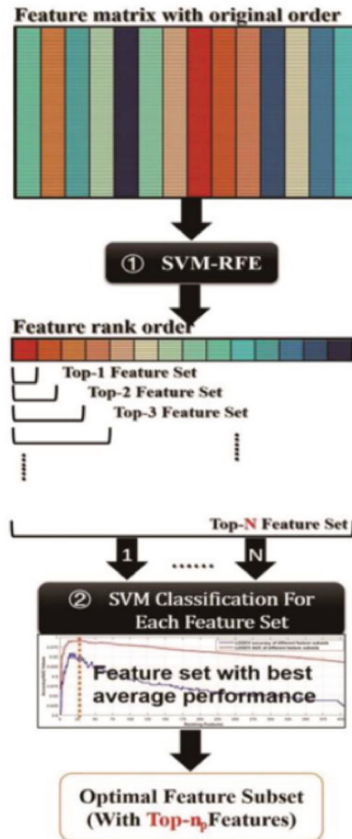 Feature matrix with original order
① SVM-RFE
Feature rank order
Top-1 Feature Set
Top-2 Feature Set
Top-3 Feature Set
Top-N Feature Set
1 ...... N
② SVM Classification For
Each Feature Set
Feature set with best
average performance
Optimal Feature Subset
(With Top-npFeatures)